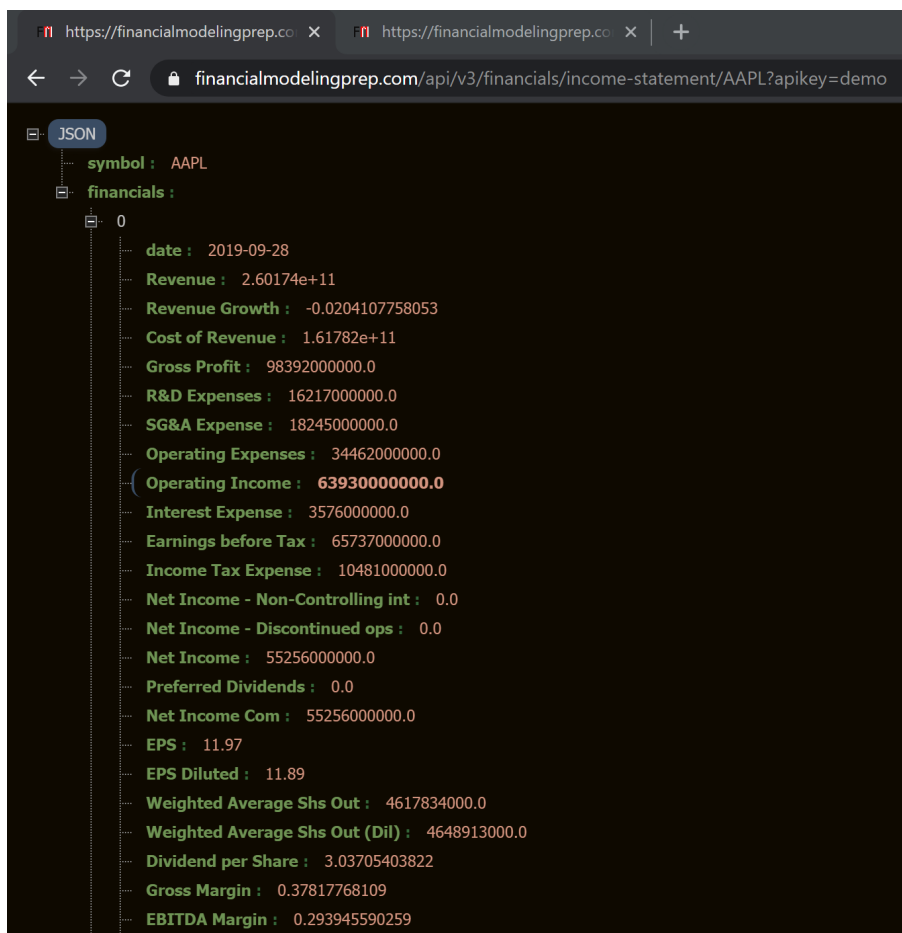 https://financialmodelingprep.co
https://financialmodelingprep.co
financialmodelingprep.com/api/v3/financials/income-statement/AAPL?apikey=demo
JSON
symbol : AAPL
financials :
0
date : 2019-09-28
Revenue : 2.60174e+11
Revenue Growth : -0.0204107758053
Cost of Revenue : 1.61782e+11
Gross Profit : 98392000000.0
R&D Expenses : 16217000000.0
SG&A Expense : 18245000000.0
Operating Expenses : 34462000000.0
Operating Income : 63930000000.0
Interest Expense : 3576000000.0
Earnings before Tax : 65737000000.0
Income Tax Expense : 10481000000.0
Net Income - Non-Controlling int : 0.0
Net Income - Discontinued ops : 0.0
Net Income : 55256000000.0
Preferred Dividends : 0.0
Net Income Com : 55256000000.0
EPS : 11.97
EPS Diluted : 11.89
Weighted Average Shs Out : 4617834000.0
Weighted Average Shs Out (Dil) : 4648913000.0
Dividend per Share : 3.03705403822
Gross Margin : 0.37817768109
EBITDA Margin : 0.293945590259